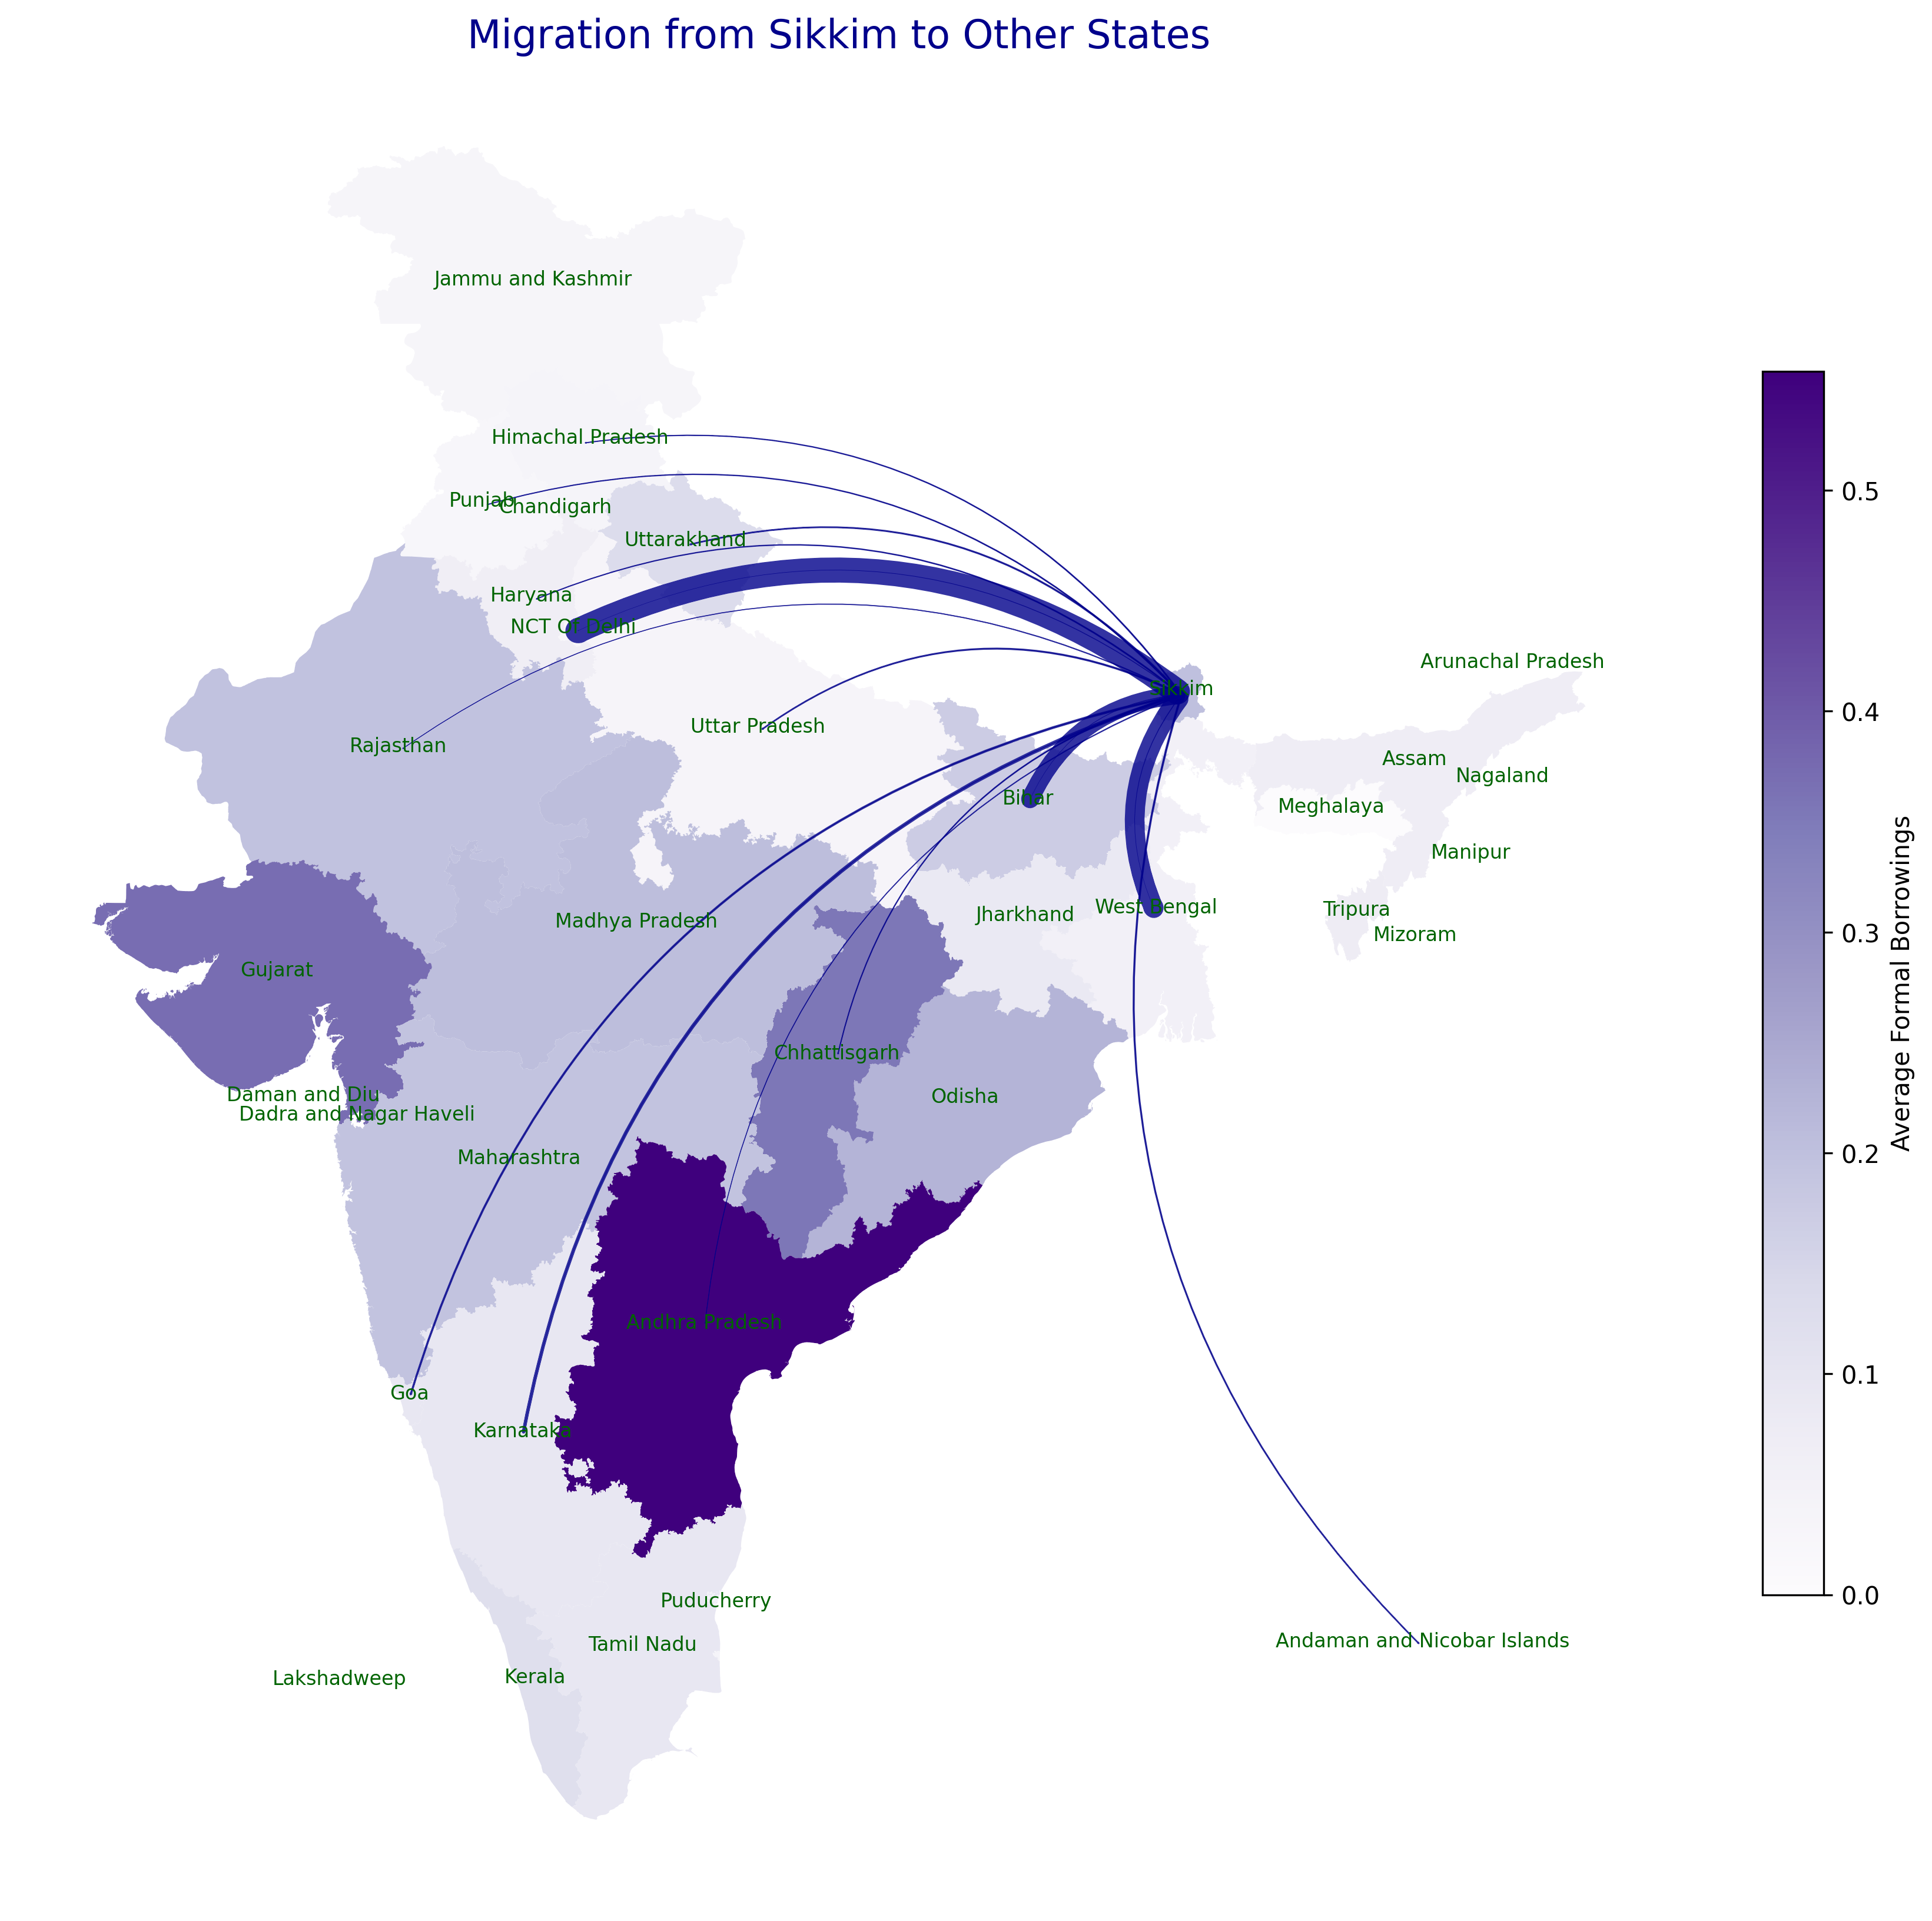 Migration from Sikkim to Other States
Jammu and Kashmir
Himachal Pradesh
Punjab
Chandigarh
Uttarakhand
Haryana
NCT Of Delhi
Arunachal Pradesh
Sikkim
Uttar Pradesh
Rajasthan
Assam
Nagaland
Bihar
Meghalaya
Manipur
Jharkhand
West Bengal
Tripura
Madhya Pradesh
Mizoram
Gujarat
Chhattisgarh
Daman and Diu
Odisha
Dadra and Nagar Haveli
Maharashtra
Andhra Pradesh
Goa
Karnataka
Puducherry
Tamil Nadu
Andaman and Nicobar Islands
Lakshadweep
Kerala
0.5
0.4
0.3
0.2
0.1
0.0
Average Formal Borrowings